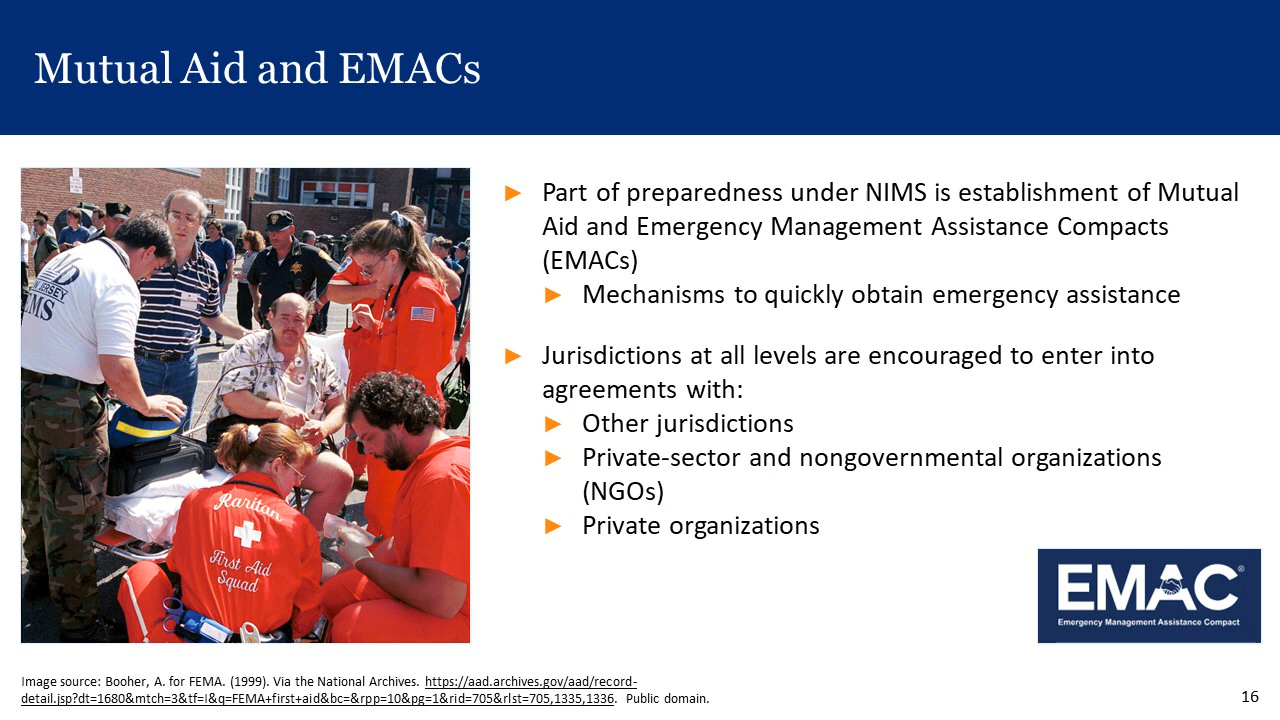 Mutual Aid and EMACs
JERSEY
EMS
Raritan
First Aid
Squad
► Part of preparedness under NIMS is establishment of Mutual
Aid and Emergency Management Assistance Compacts
(EMACs)
► Mechanisms to quickly obtain emergency assistance
► Jurisdictions at all levels are encouraged to enter into
agreements with:
► Other jurisdictions
► Private-sector and nongovernmental organizations
(NGOs)
► Private organizations
EMAC®
Emergency Management Assistance Compact
Image source: Booher, A. for FEMA. (1999). Via the National Archives. https://aad.archives.gov/aad/record-
detail.jsp?dt=1680&mtch=3&tf=I&q=FEMA+first+aid&bc=&rpp=10&pg=1&rid=705&rlst=705,1335,1336. Public domain.
16